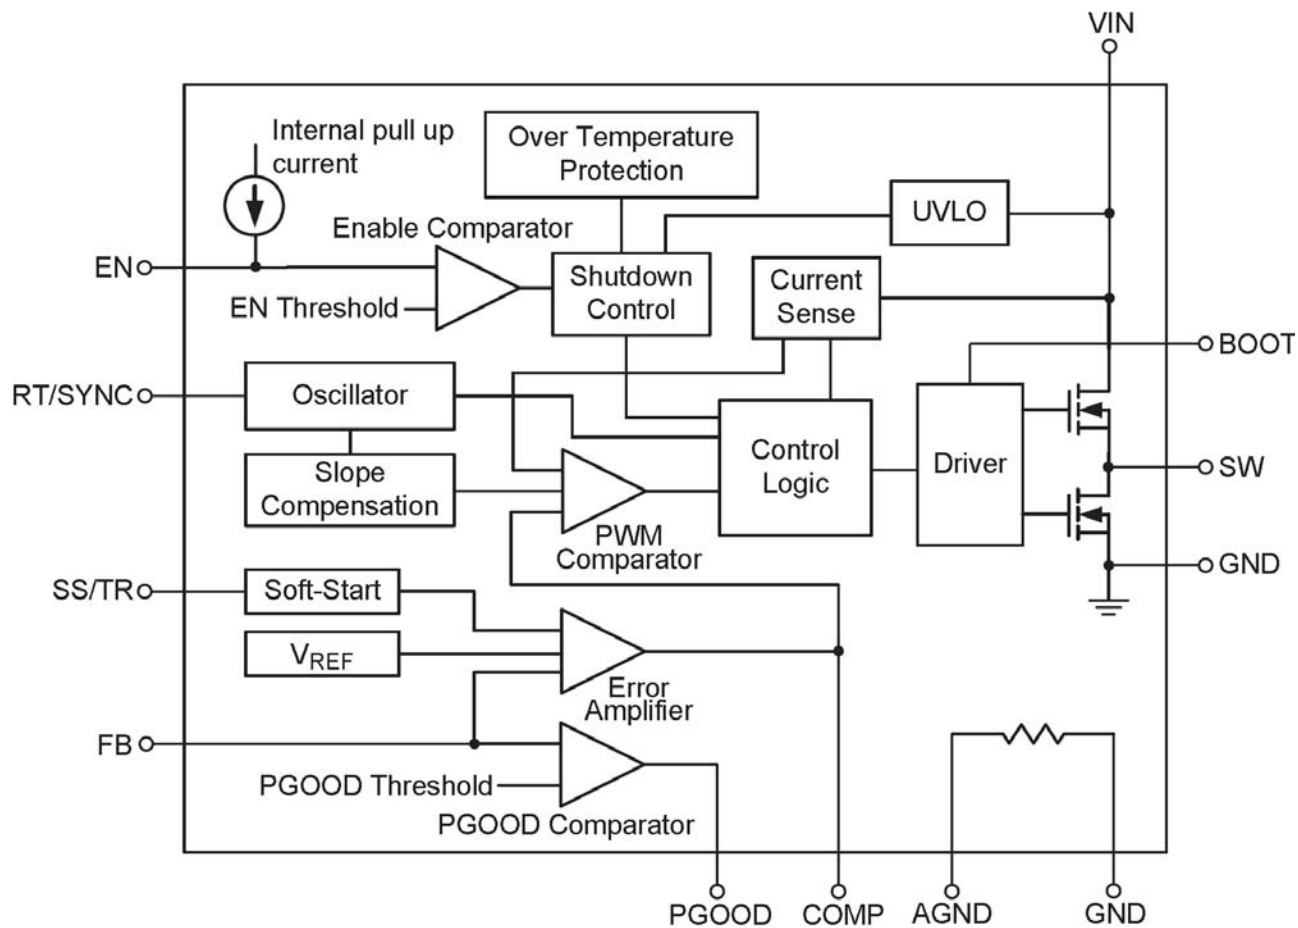 VIN
Internal pull up
current
Over Temperature
Protection
UVLO
Enable Comparator
EN
Shutdown
Control
Current
Sense
EN Threshold
BOOT
RT/SYNC
Oscillator
Control
Logic
Driver
SW
Slope
Compensation
PWM
Comparator
GND
SS/TR
Soft-Start
VREF
Error
Amplifier
FB
PGOOD Threshold
PGOOD Comparator
PGOOD
COMP
AGND
GND